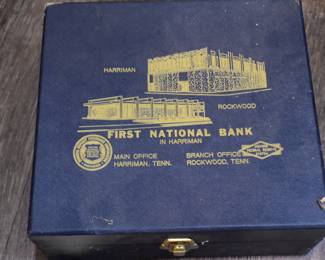 HARRIMAN
ROCKWOOD
FIRST NATIONAL BANK
IN HARRIMAN
MAIN OFFICE
HARRIMAN, TENN.
BRANCH OFFICE
ROCKWOOD, TENN.